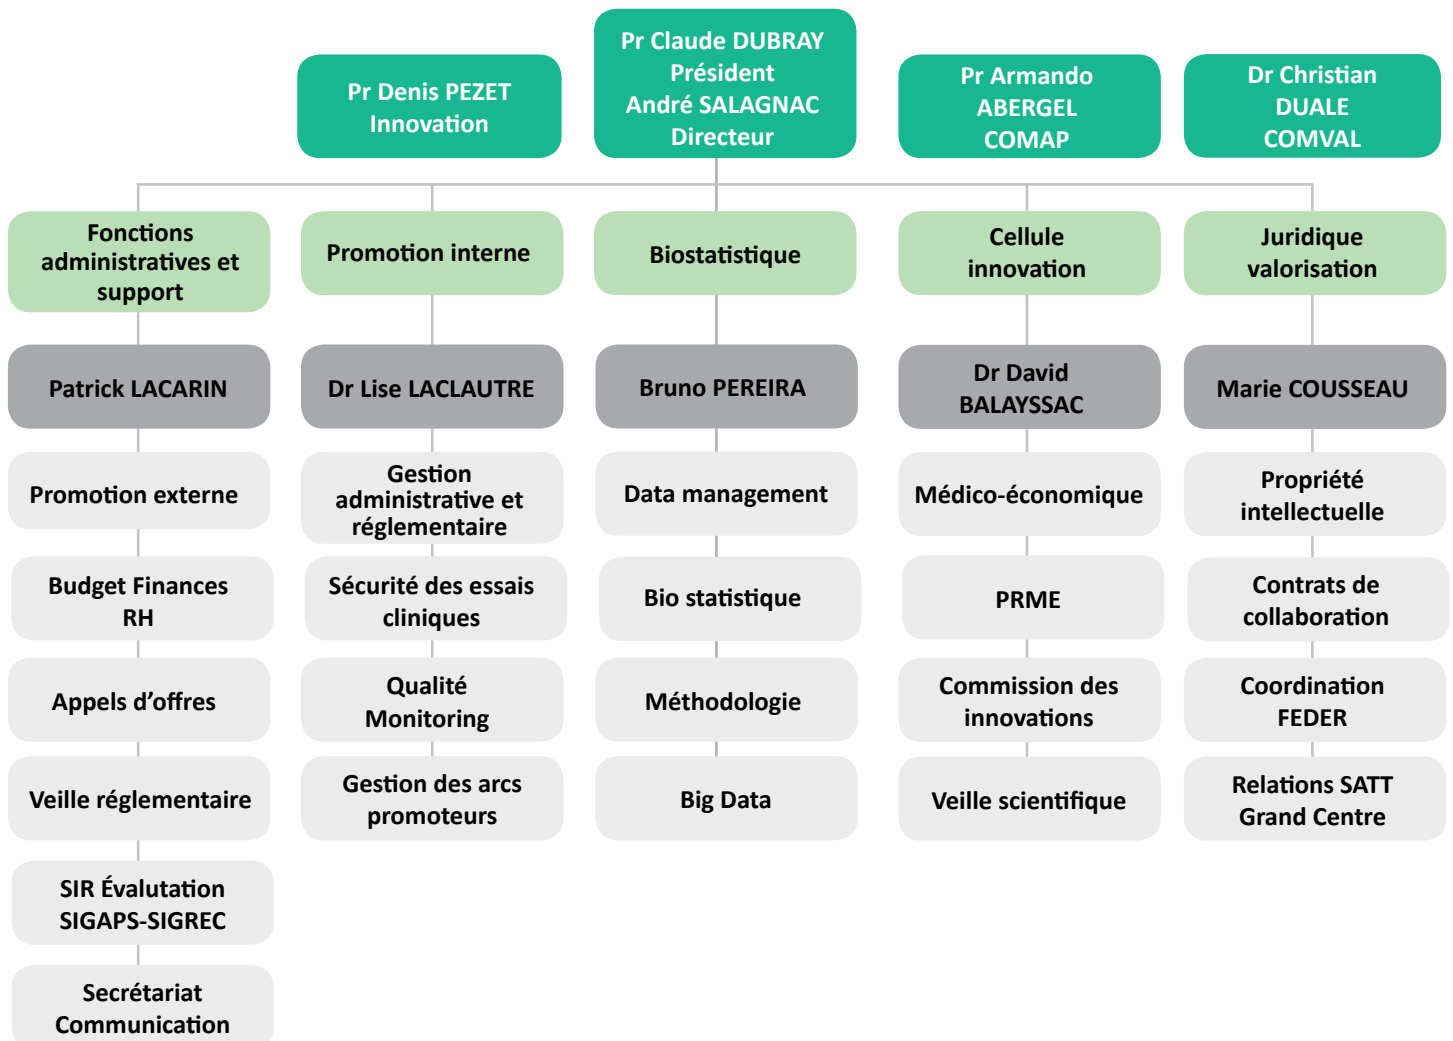 Pr Denis PEZET
Innovation
Pr Claude DUBRAY
Président
André SALAGNAC
Directeur
Pr Armando
ABERGEL
COMAP
Dr Christian
DUALE
COMVAL
Fonctions
administratives et
support
Promotion interne
Biostatistique
Cellule
innovation
Juridique
valorisation
Patrick LACARIN
Dr Lise LACLAUTRE
Bruno PEREIRA
Dr David
BALAYSSAC
Marie COUSSEAU
Promotion externe
Gestion
administrative et
réglementaire
Data management
Médico-économique
Propriété
intellectuelle
Budget Finances
RH
Sécurité des essais
cliniques
Bio statistique
PRME
Contrats de
collaboration
Appels d’offres
Qualité
Monitoring
Méthodologie
Commission des
innovations
Coordination
FEDER
Veille réglementaire
Gestion des arcs
promoteurs
Big Data
Veille scientifique
Relations SATT
Grand Centre
SIR Évalutation
SIGAPS-SIGREC
Secrétariat
Communication